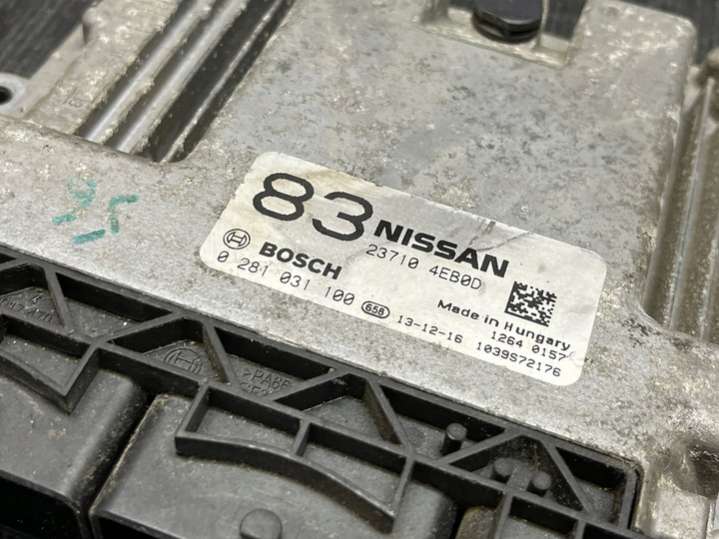 83 NISSAN
23710 4EB0D
BOSCH
0 281 031 100 658 13-12-16
Made in Hungary
1264 0157
1039S72176